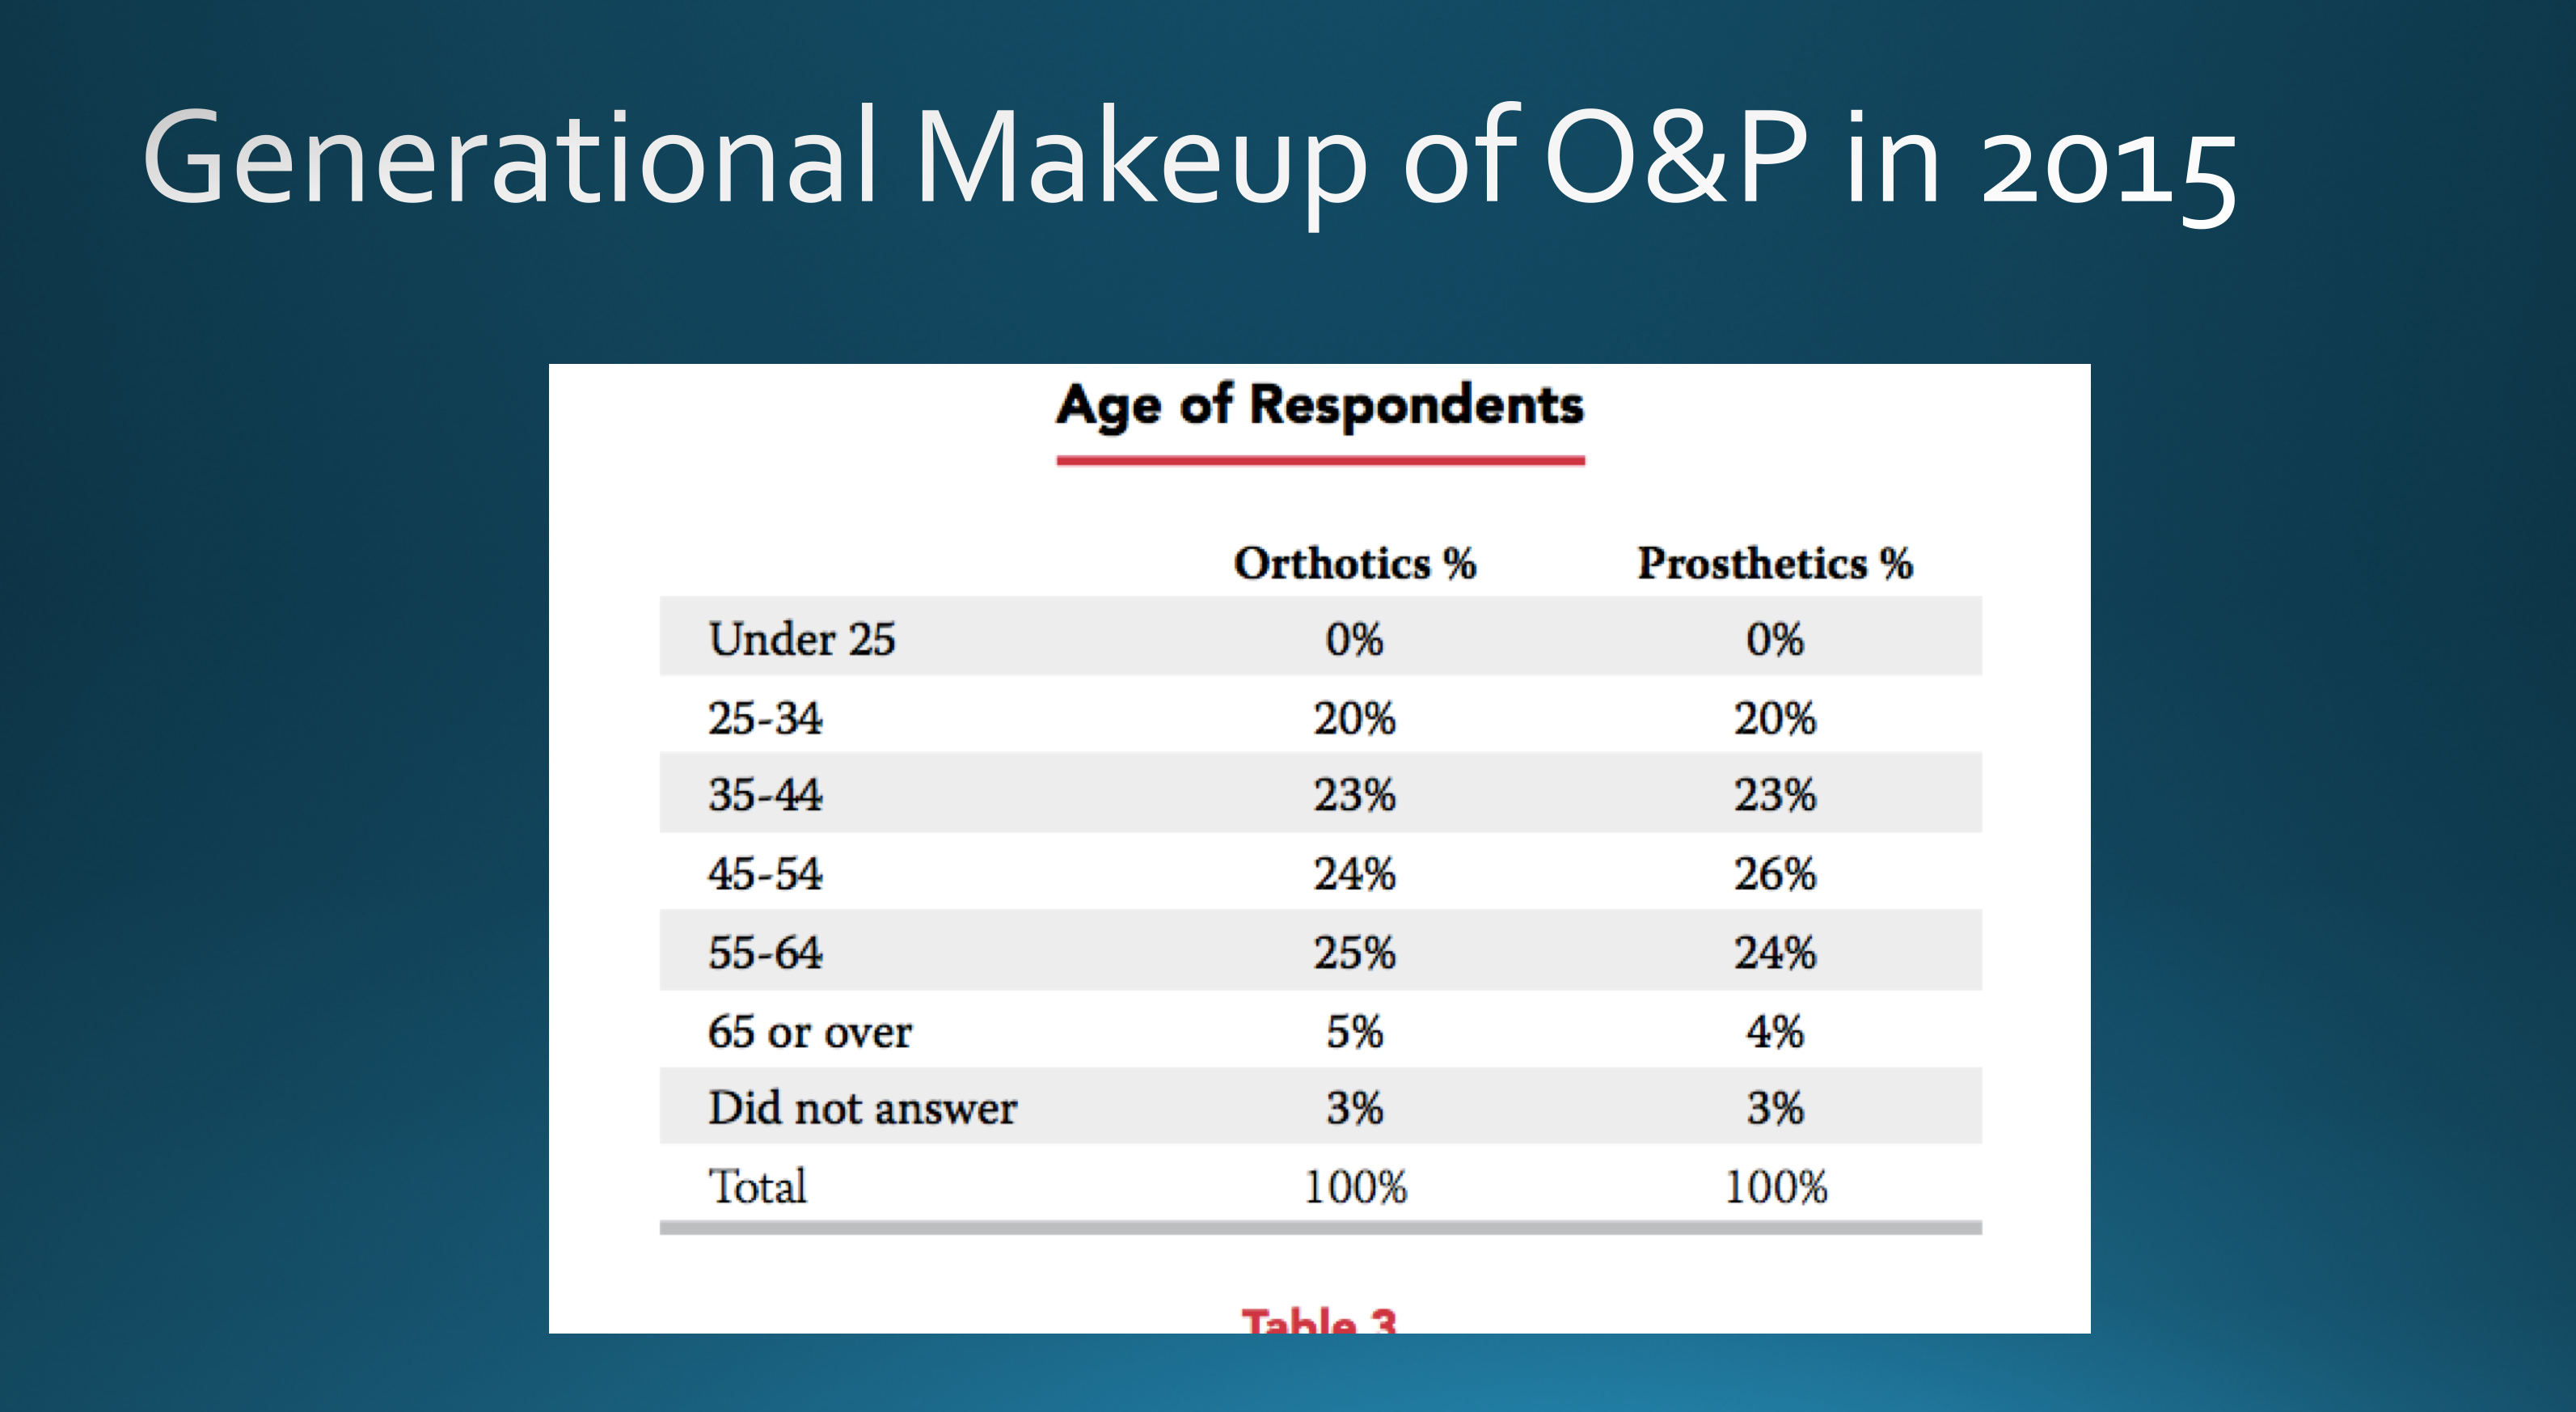 Generational Makeup of O&P in 2015
Age of Respondents
Orthotics % Prosthetics %
Under 25 0% 0%
25-34 20% 20%
35-44 23% 23%
45-54 24% 26%
55-64 25% 24%
65 or over 5% 4%
Did not answer 3% 3%
Total 100% 100%
Table 3